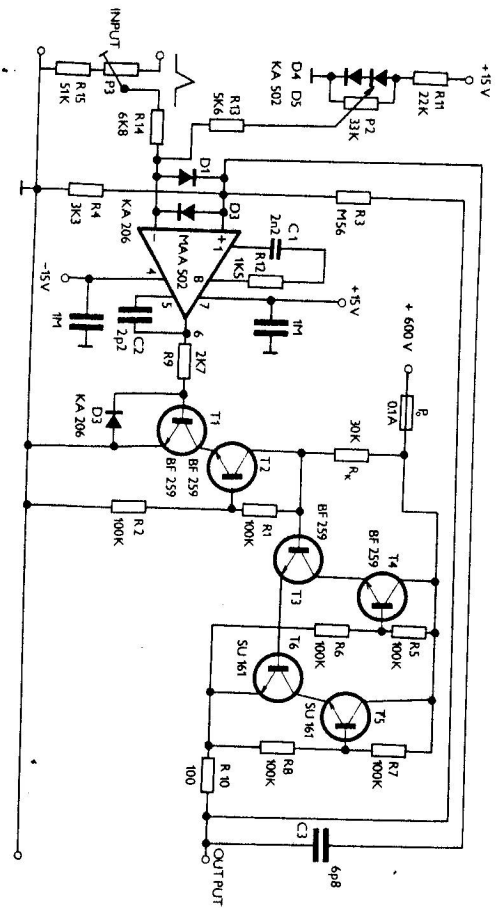 INPUT
P3
R15
51K
R14
6K8
R13
5K6
+15V
R11
22K
P2
33K
D4 D5
KA 502
D1
D3
KA 206
R4
3K3
R3
M56
MAA 502
+
-
1
8
7
6
5
4
C1
2n2
R12
1K5
+15V
1M
-15V
1M
C2
2p2
R9
2K7
D3
KA 206
T1
BF 259
T2
BF 259
R2
100K
R1
100K
+600V
0.1A
30K
Rx
T3
BF 259
T4
BF 259
R6
100K
R5
100K
T6
SU 161
T5
SU 161
R8
100K
R7
100K
R10
100
C3
6p8
OUTPUT